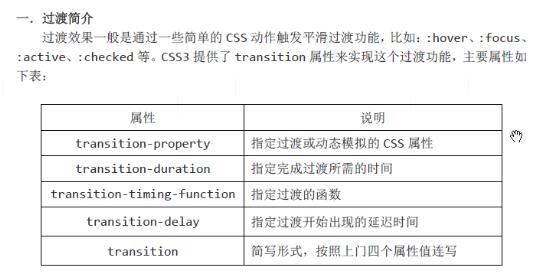 一．过渡简介
过渡效果一般是通过一些简单的 CSS 动作触发平滑过渡功能，比如：:hover、:focus、
:active、:checked 等。CSS3 提供了 transition 属性来实现这个过渡功能，主要属性如
下表：
属性 说明
transition-property 指定过渡或动态模拟的 CSS 属性
transition-duration 指定完成过渡所需的时间
transition-timing-function 指定过渡的函数
transition-delay 指定过渡开始出现的延迟时间
transition 简写形式，按照上门四个属性值连写